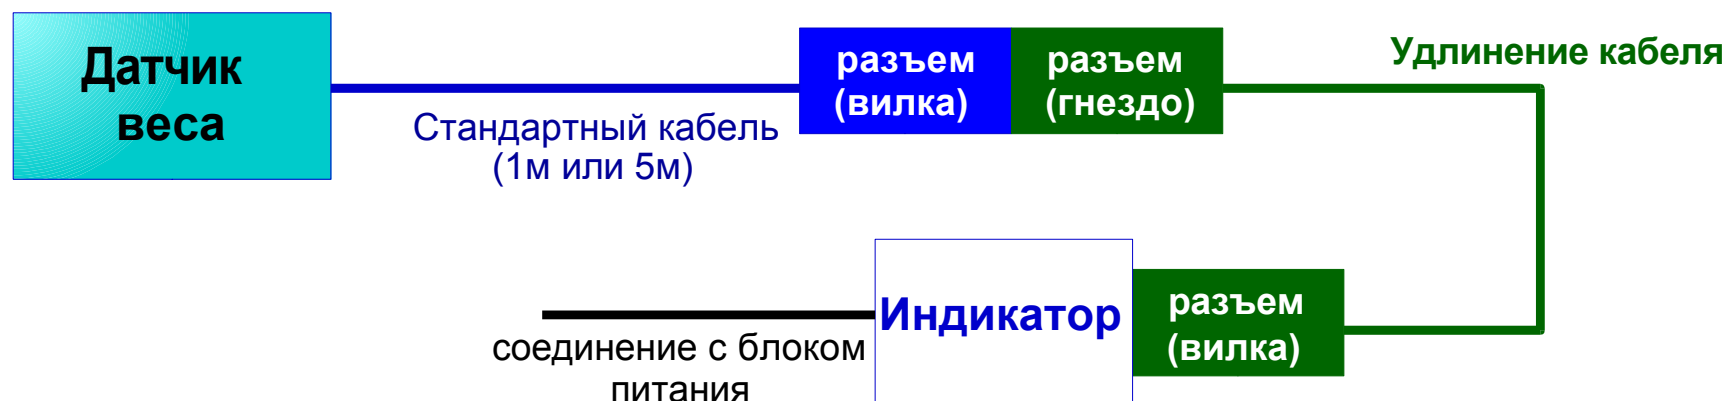 Датчик
веса
Стандартный кабель
(1м или 5м)
разъем
(вилка)
разъем
(гнездо)
Удлинение кабеля
Индикатор
разъем
(вилка)
соединение с блоком
питания